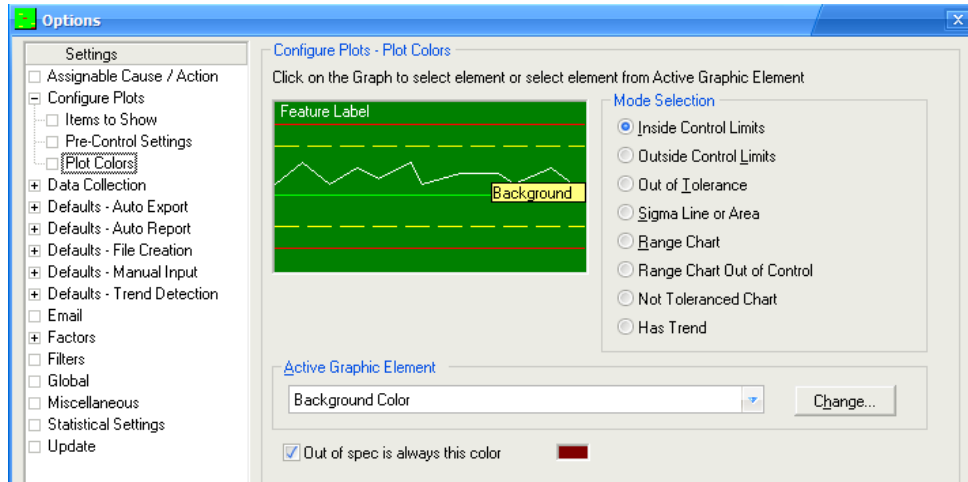 Options
Settings
Assignable Cause / Action
Configure Plots
Items to Show
Pre-Control Settings
Plot Colors
Data Collection
Defaults - Auto Export
Defaults - Auto Report
Defaults - File Creation
Defaults - Manual Input
Defaults - Trend Detection
Email
Factors
Filters
Global
Miscellaneous
Statistical Settings
Update
Configure Plots - Plot Colors
Click on the Graph to select element or select element from Active Graphic Element
Feature Label
Background
Mode Selection
Inside Control Limits
Outside Control Limits
Out of Tolerance
Sigma Line or Area
Range Chart
Range Chart Out of Control
Not Toleranced Chart
Has Trend
Active Graphic Element
Background Color
Change...
Out of spec is always this color